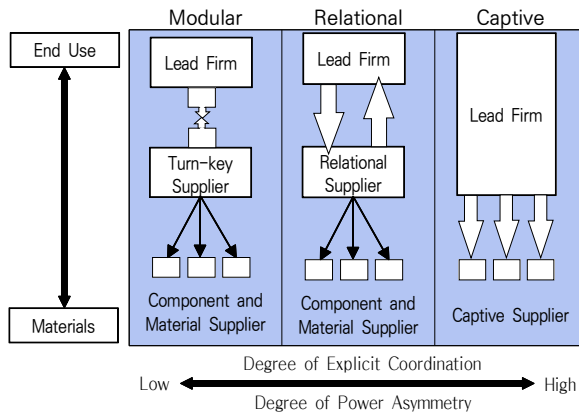 Modular
Relational
Captive
End Use
Lead Firm
Lead Firm
Lead Firm
Turn-key
Supplier
Relational
Supplier
Component and
Material Supplier
Component and
Material Supplier
Captive Supplier
Materials
Degree of Explicit Coordination
Low
High
Degree of Power Asymmetry